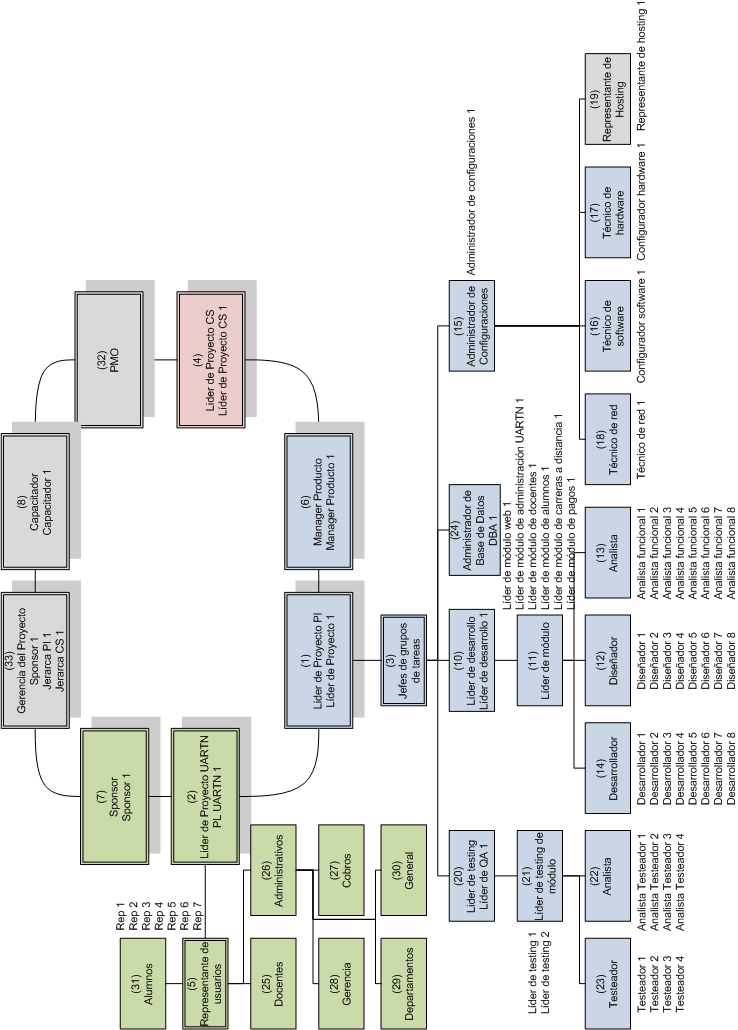 (33)
Gerencia del Proyecto
Sponsor 1
Jerarca PI 1
Jerarca CS 1
(8)
Capacitador
Capacitador 1
(7)
Sponsor
Sponsor 1
(32)
PMO
(2)
Líder de Proyecto UARTN
PL UARTN 1
(4)
Líder de Proyecto CS
Líder de Proyecto CS 1
(1)
Líder de Proyecto PI
Líder de Proyecto 1
(6)
Manager Producto
Manager Producto 1
(31)
Alumnos
Rep 1
Rep 2
Rep 3
Rep 4
Rep 5
Rep 6
Rep 7
(5)
Representante de
usuarios
(25)
Docentes
(26)
Administrativos
(28)
Gerencia
(27)
Cobros
(29)
Departamentos
(30)
General
(3)
Jefes de grupos
de tareas
(20)
Líder de testing
Líder de QA 1
(10)
Líder de desarrollo
Líder de desarrollo 1
(24)
Administrador de
Base de Datos
DBA 1
(15)
Administrador de
Configuraciones
Administrador de configuraciones 1
(21)
Líder de testing de
módulo
Líder de testing 1
Líder de testing 2
(11)
Líder de módulo
Líder de módulo web 1
Líder de módulo de administración UARTN 1
Líder de módulo de docentes 1
Líder de módulo de alumnos 1
Líder de módulo de carreras a distancia 1
Líder de módulo de pagos 1
(23)
Testeador
Testeador 1
Testeador 2
Testeador 3
Testeador 4
(22)
Analista
Analista Testeador 1
Analista Testeador 2
Analista Testeador 3
Analista Testeador 4
(14)
Desarrollador
Desarrollador 1
Desarrollador 2
Desarrollador 3
Desarrollador 4
Desarrollador 5
Desarrollador 6
Desarrollador 7
Desarrollador 8
(12)
Diseñador
Diseñador 1
Diseñador 2
Diseñador 3
Diseñador 4
Diseñador 5
Diseñador 6
Diseñador 7
Diseñador 8
(13)
Analista
Analista funcional 1
Analista funcional 2
Analista funcional 3
Analista funcional 4
Analista funcional 5
Analista funcional 6
Analista funcional 7
Analista funcional 8
(18)
Técnico de red
Técnico de red 1
(16)
Técnico de
software
Configurador software 1
(17)
Técnico de
hardware
Configurador hardware 1
(19)
Representante de
Hosting
Representante de hosting 1